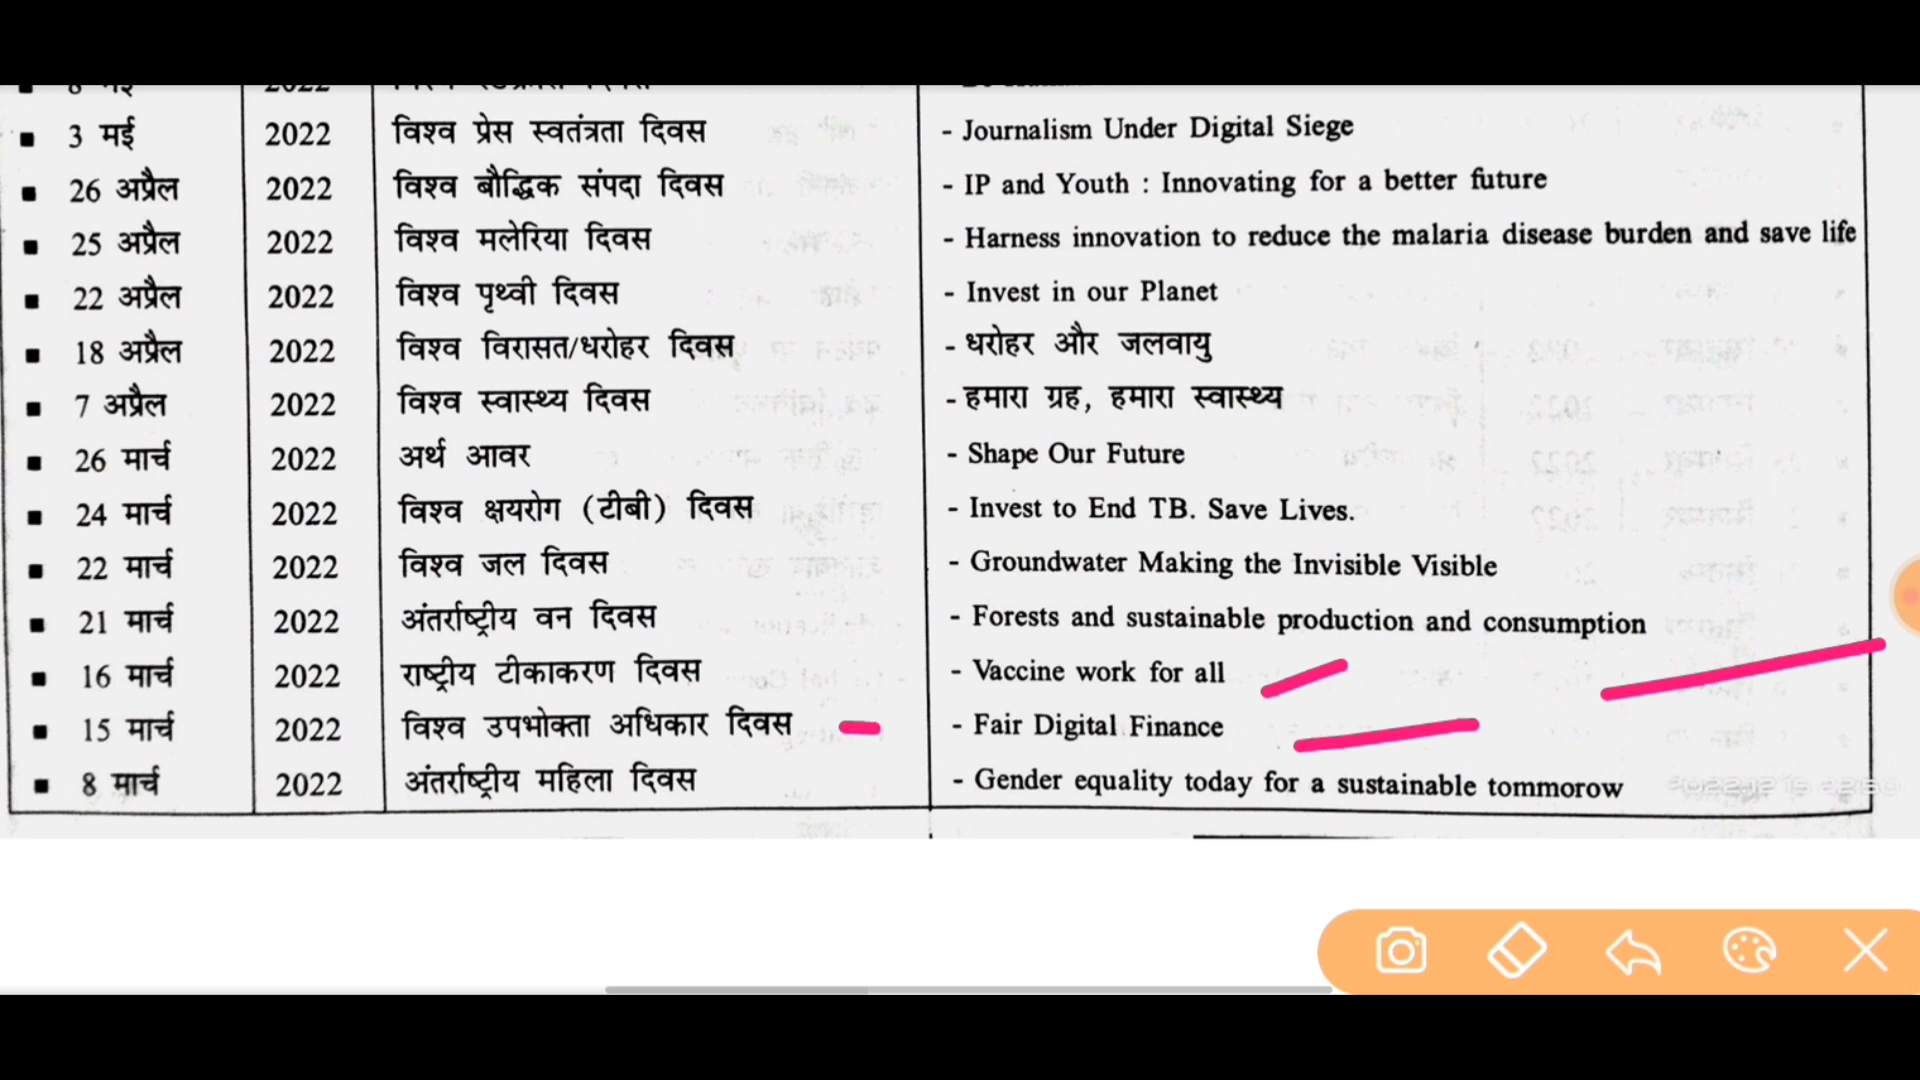 3 मई 2022 विश्व प्रेस स्वतंत्रता दिवस - Journalism Under Digital Siege
26 अप्रैल 2022 विश्व बौद्धिक संपदा दिवस - IP and Youth : Innovating for a better future
25 अप्रैल 2022 विश्व मलेरिया दिवस - Harness innovation to reduce the malaria disease burden and save life
22 अप्रैल 2022 विश्व पृथ्वी दिवस - Invest in our Planet
18 अप्रैल 2022 विश्व विरासत/धरोहर दिवस - धरोहर और जलवायु
7 अप्रैल 2022 विश्व स्वास्थ्य दिवस - हमारा ग्रह, हमारा स्वास्थ्य
26 मार्च 2022 अर्थ आवर - Shape Our Future
24 मार्च 2022 विश्व क्षयरोग (टीबी) दिवस - Invest to End TB. Save Lives.
22 मार्च 2022 विश्व जल दिवस - Groundwater Making the Invisible Visible
21 मार्च 2022 अंतर्राष्ट्रीय वन दिवस - Forests and sustainable production and consumption
16 मार्च 2022 राष्ट्रीय टीकाकरण दिवस - Vaccine work for all
15 मार्च 2022 विश्व उपभोक्ता अधिकार दिवस - Fair Digital Finance
8 मार्च 2022 अंतर्राष्ट्रीय महिला दिवस - Gender equality today for a sustainable tommorow